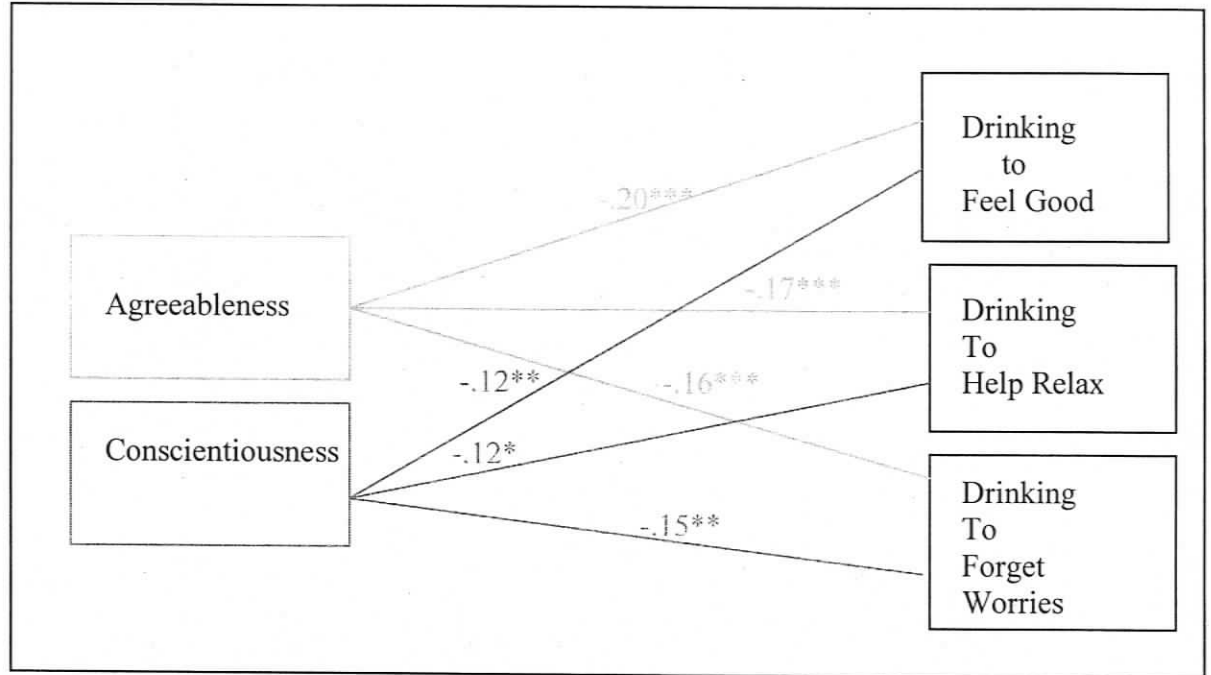 Drinking
to
Feel Good
-.20***
Agreeableness
-.17***
Drinking
To
Help Relax
-.12**
-.16***
Conscientiousness
-.12*
Drinking
To
Forget
Worries
-.15**